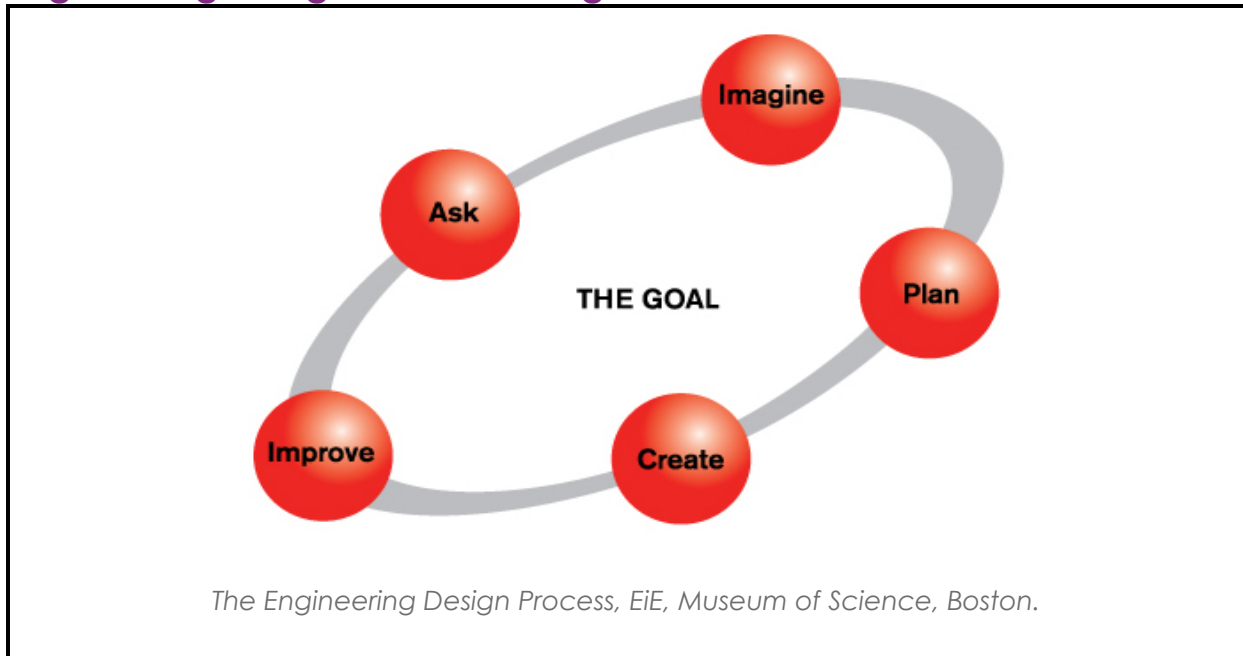 Imagine
Ask
THE GOAL
Plan
Improve
Create
The Engineering Design Process, EiE, Museum of Science, Boston.